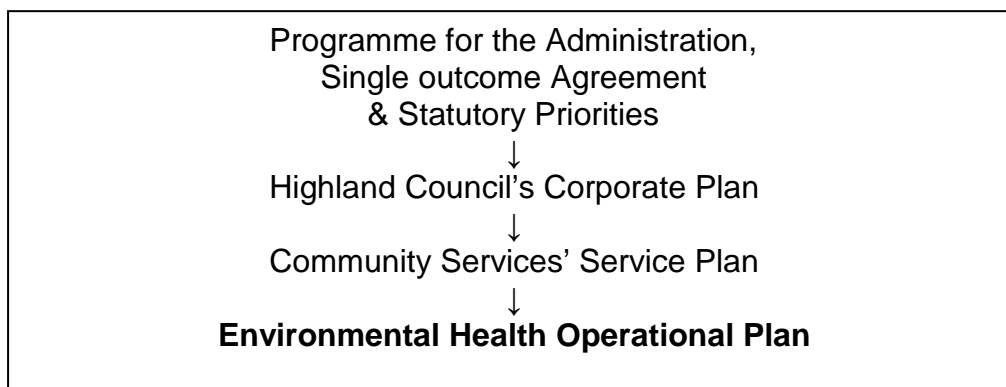 Programme for the Administration,
Single outcome Agreement
& Statutory Priorities
↓
Highland Council's Corporate Plan
↓
Community Services' Service Plan
↓
Environmental Health Operational Plan